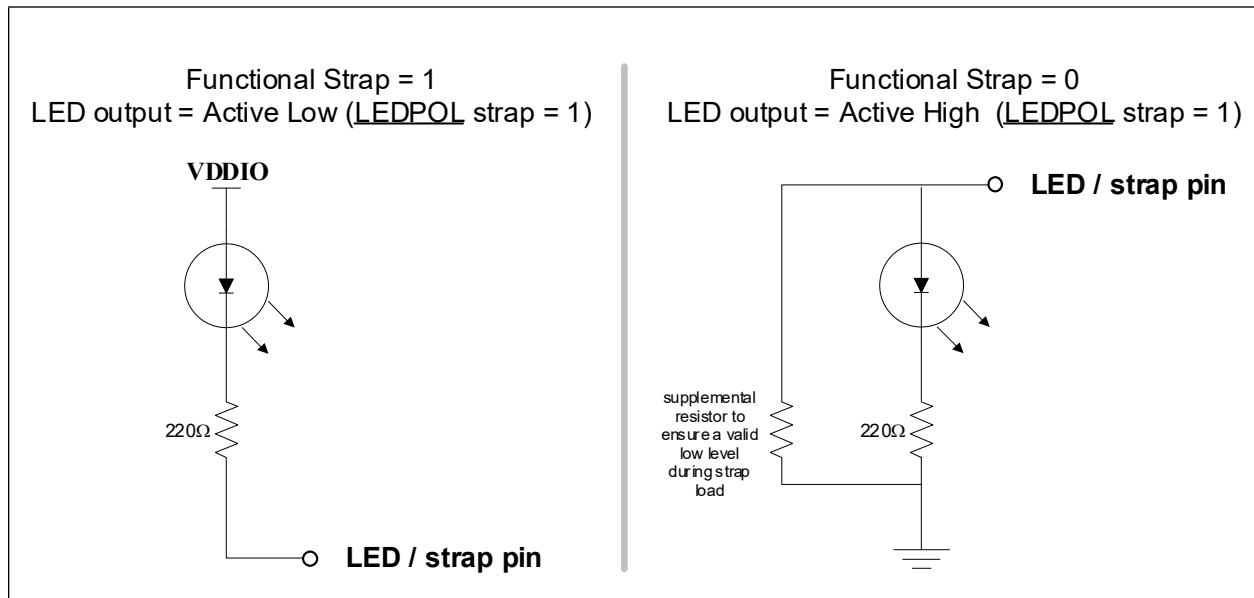 Functional Strap = 1
LED output = Active Low (LEDPOL strap = 1)
VDDIO
220Ω
LED / strap pin
Functional Strap = 0
LED output = Active High (LEDPOL strap = 1)
LED / strap pin
supplemental
resistor to
ensure a valid
low level
during strap
load
220Ω